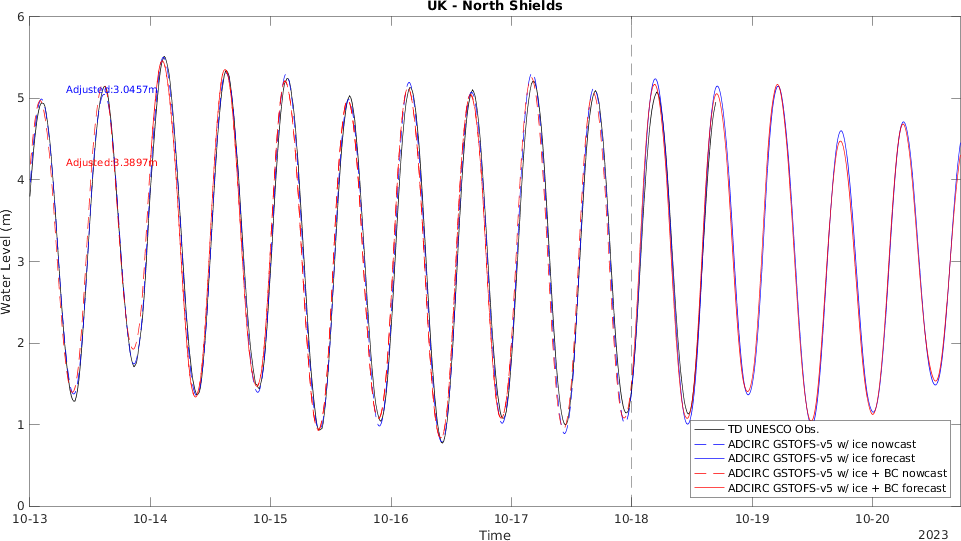 UK - North Shields
6
5
4
3
2
1
0
Water Level (m)
Adjusted:3.0457m
Adjusted:3.3897m
TD UNESCO Obs.
ADCIRC GSTOFS-v5 w/ ice nowcast
ADCIRC GSTOFS-v5 w/ ice forecast
ADCIRC GSTOFS-v5 w/ ice + BC nowcast
ADCIRC GSTOFS-v5 w/ ice + BC forecast
10-13 10-14 10-15 10-16 10-17 10-18 10-19 10-20
Time
2023